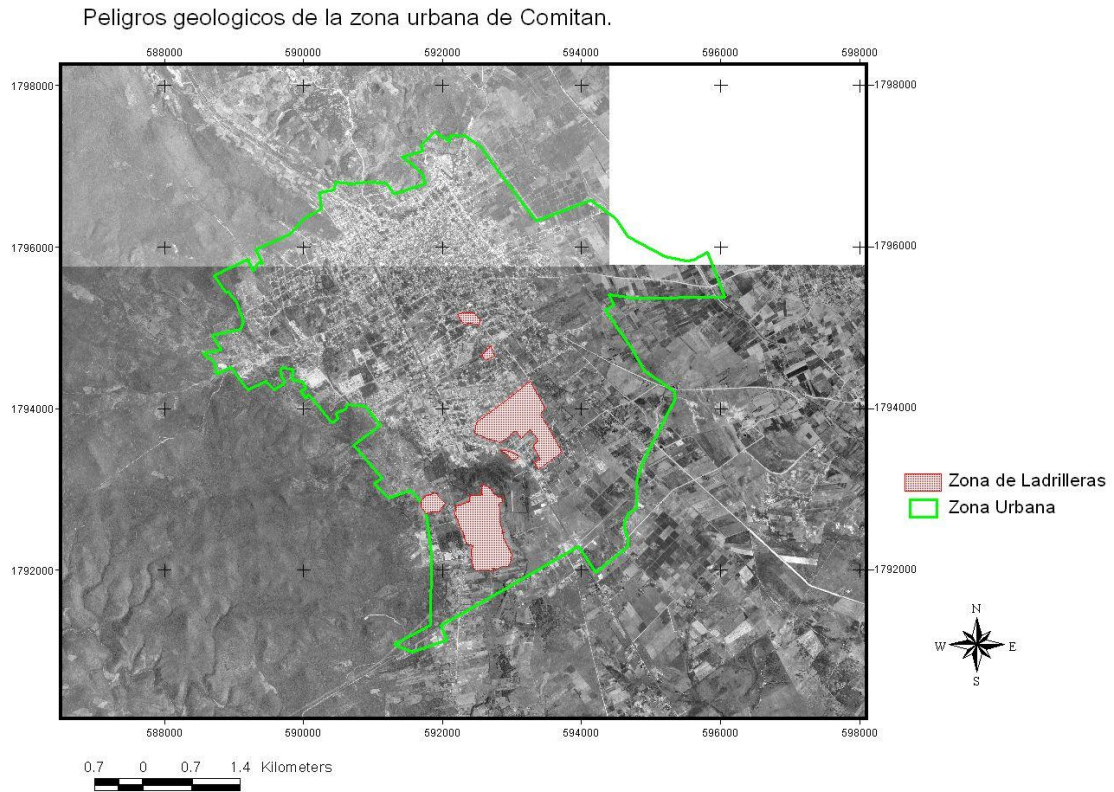 Peligros geologicos de la zona urbana de Comitan.
588000 590000 592000 594000 596000 598000
1798000 1798000
1796000 1796000
1794000 1794000
Zona de Ladrilleras
Zona Urbana
1792000 1792000
N
W E
S
588000 590000 592000 594000 596000 598000
0.7 0 0.7 1.4 Kilometers